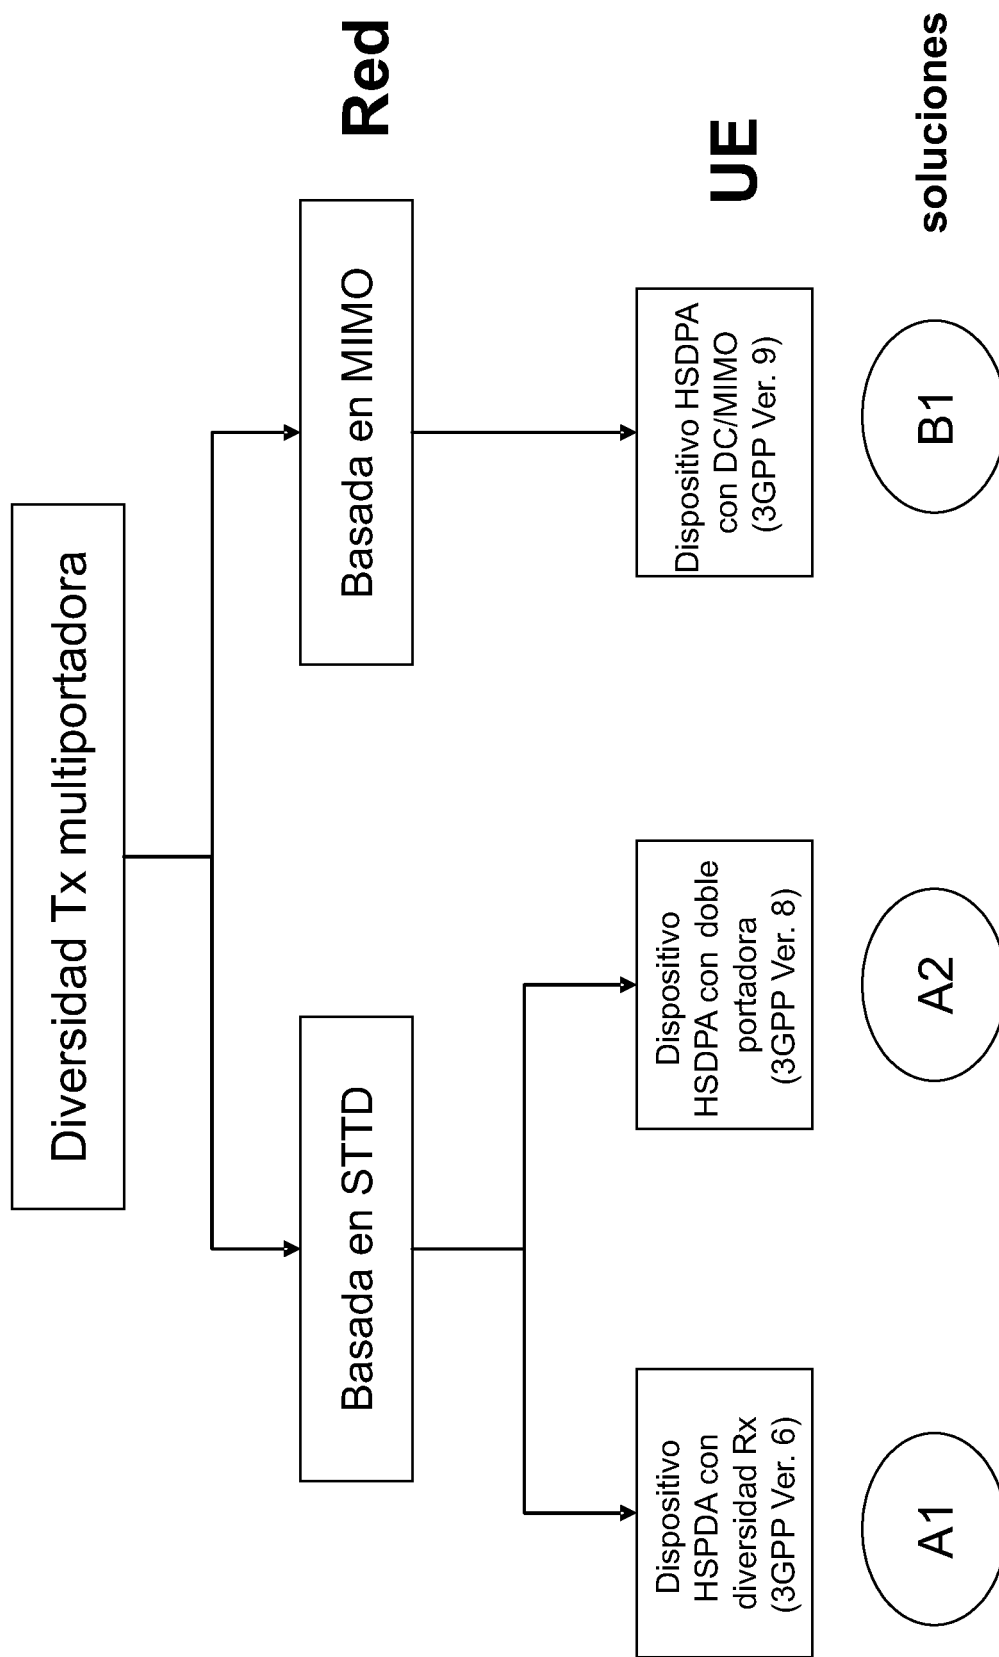 Diversidad Tx multiportadora
Basada en STTD
Basada en MIMO
Red
Dispositivo
HSPDA con
diversidad Rx
(3GPP Ver. 6)
Dispositivo
HSDPA con doble
portadora
(3GPP Ver. 8)
Dispositivo HSDPA
con DC/MIMO
(3GPP Ver. 9)
UE
A1
A2
B1
soluciones